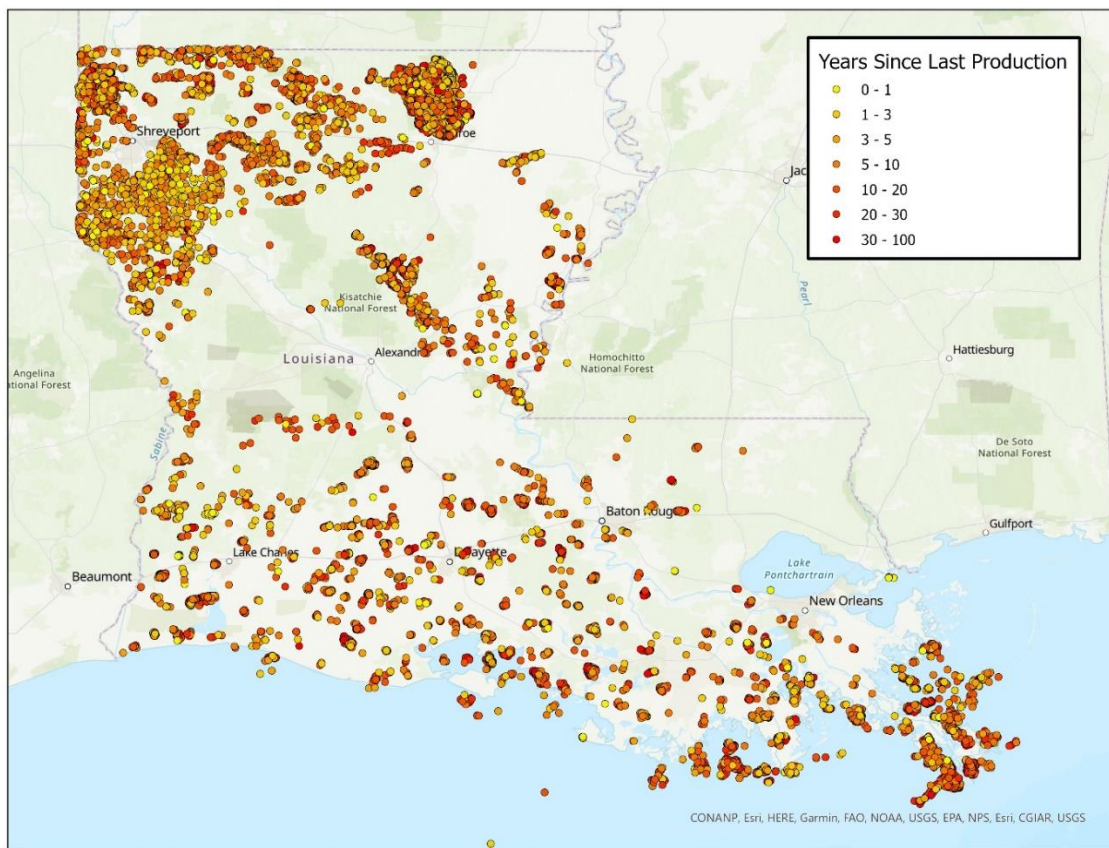 Years Since Last Production
0 - 1
1 - 3
3 - 5
5 - 10
10 - 20
20 - 30
30 - 100
Shreveport
roe
Jac
Pearl
Kisatchie
National Forest
Louisiana
Alexandr
Homochitto
National Forest
Hattiesburg
Angelina
National Forest
Sabine
De Soto
National Forest
Baton Rouge
Gulfport
Lake Charles
Lafayette
Beaumont
Lake
Pontchartrain
New Orleans
CONANP, Esri, HERE, Garmin, FAO, NOAA, USGS, EPA, NPS, Esri, CGIAR, USGS